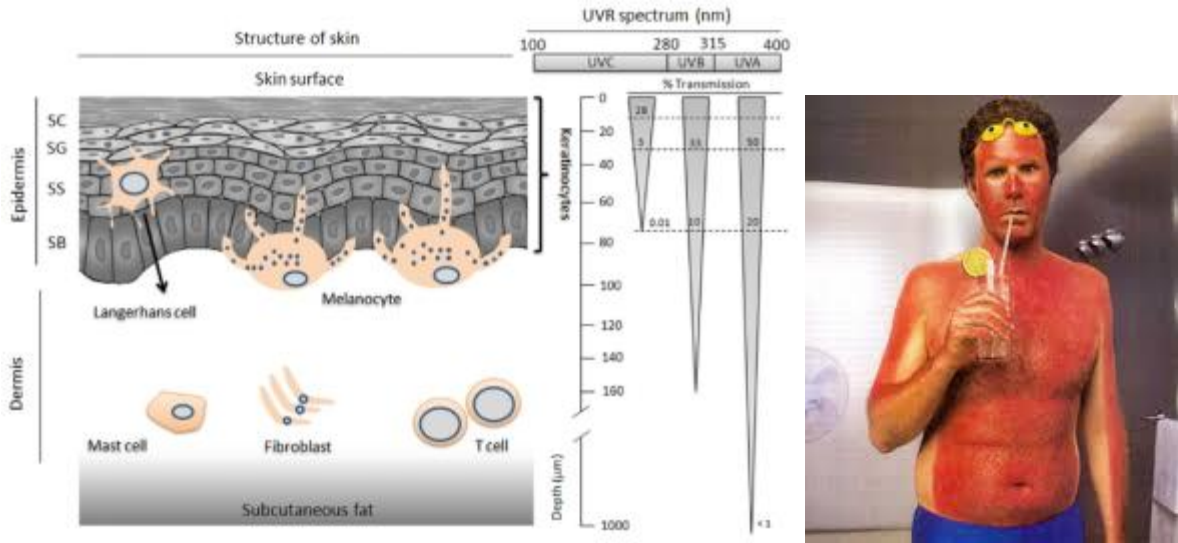 UVR spectrum (nm)
Structure of skin
100 280 315 400
UVC UVB UVA
Skin surface
% Transmission
Epidermis
SC
SG
SS
SB
Keratinocytes
0
20
40
60
80
100
120
140
160
1000
28
5 50
0.01 10 20
< 1
Langerhans cell
Melanocyte
Dermis
Mast cell
Fibroblast
T cell
Depth (μm)
Subcutaneous fat